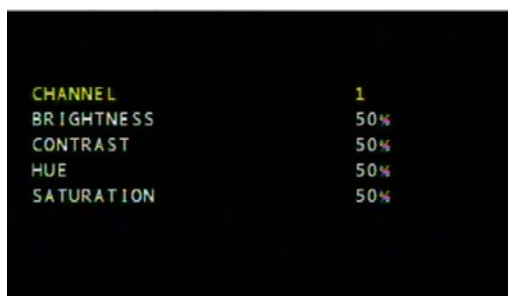 CHANNEL 1
BRIGHTNESS 50%
CONTRAST 50%
HUE 50%
SATURATION 50%